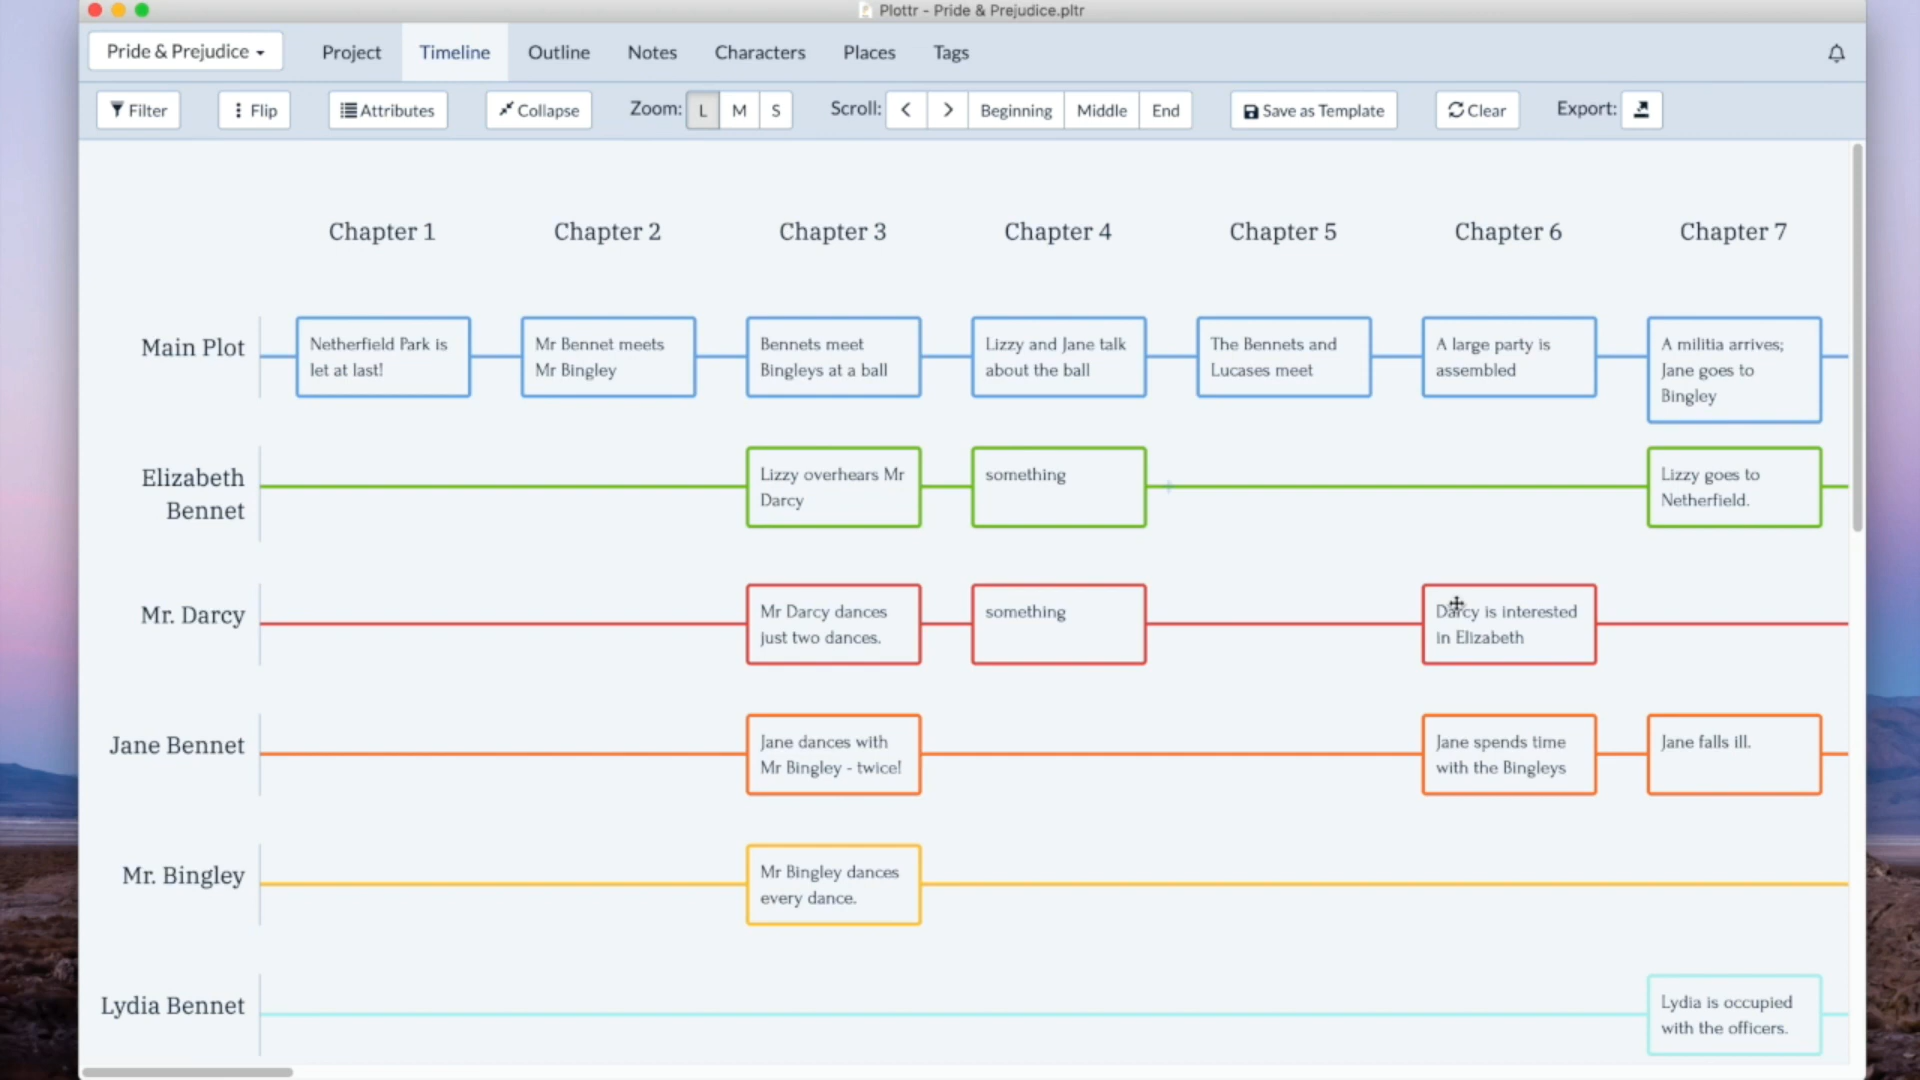 Plottr - Pride & Prejudice.pltr
Pride & Prejudice Project Timeline Outline Notes Characters Places Tags
Filter Flip Attributes Collapse Zoom: L M S Scroll: < > Beginning Middle End Save as Template Clear Export:
Chapter 1 Chapter 2 Chapter 3 Chapter 4 Chapter 5 Chapter 6 Chapter 7
Main Plot
Netherfield Park is
let at last!
Mr Bennet meets
Mr Bingley
Bennets meet
Bingleys at a ball
Lizzy and Jane talk
about the ball
The Bennets and
Lucases meet
A large party is
assembled
A militia arrives;
Jane goes to
Bingley
Elizabeth
Bennet
Lizzy overhears Mr
Darcy
something
Lizzy goes to
Netherfield.
Mr. Darcy
Mr Darcy dances
just two dances.
something
Darcy is interested
in Elizabeth
Jane Bennet
Jane dances with
Mr Bingley - twice!
Jane spends time
with the Bingleys
Jane falls ill.
Mr. Bingley
Mr Bingley dances
every dance.
Lydia Bennet
Lydia is occupied
with the officers.